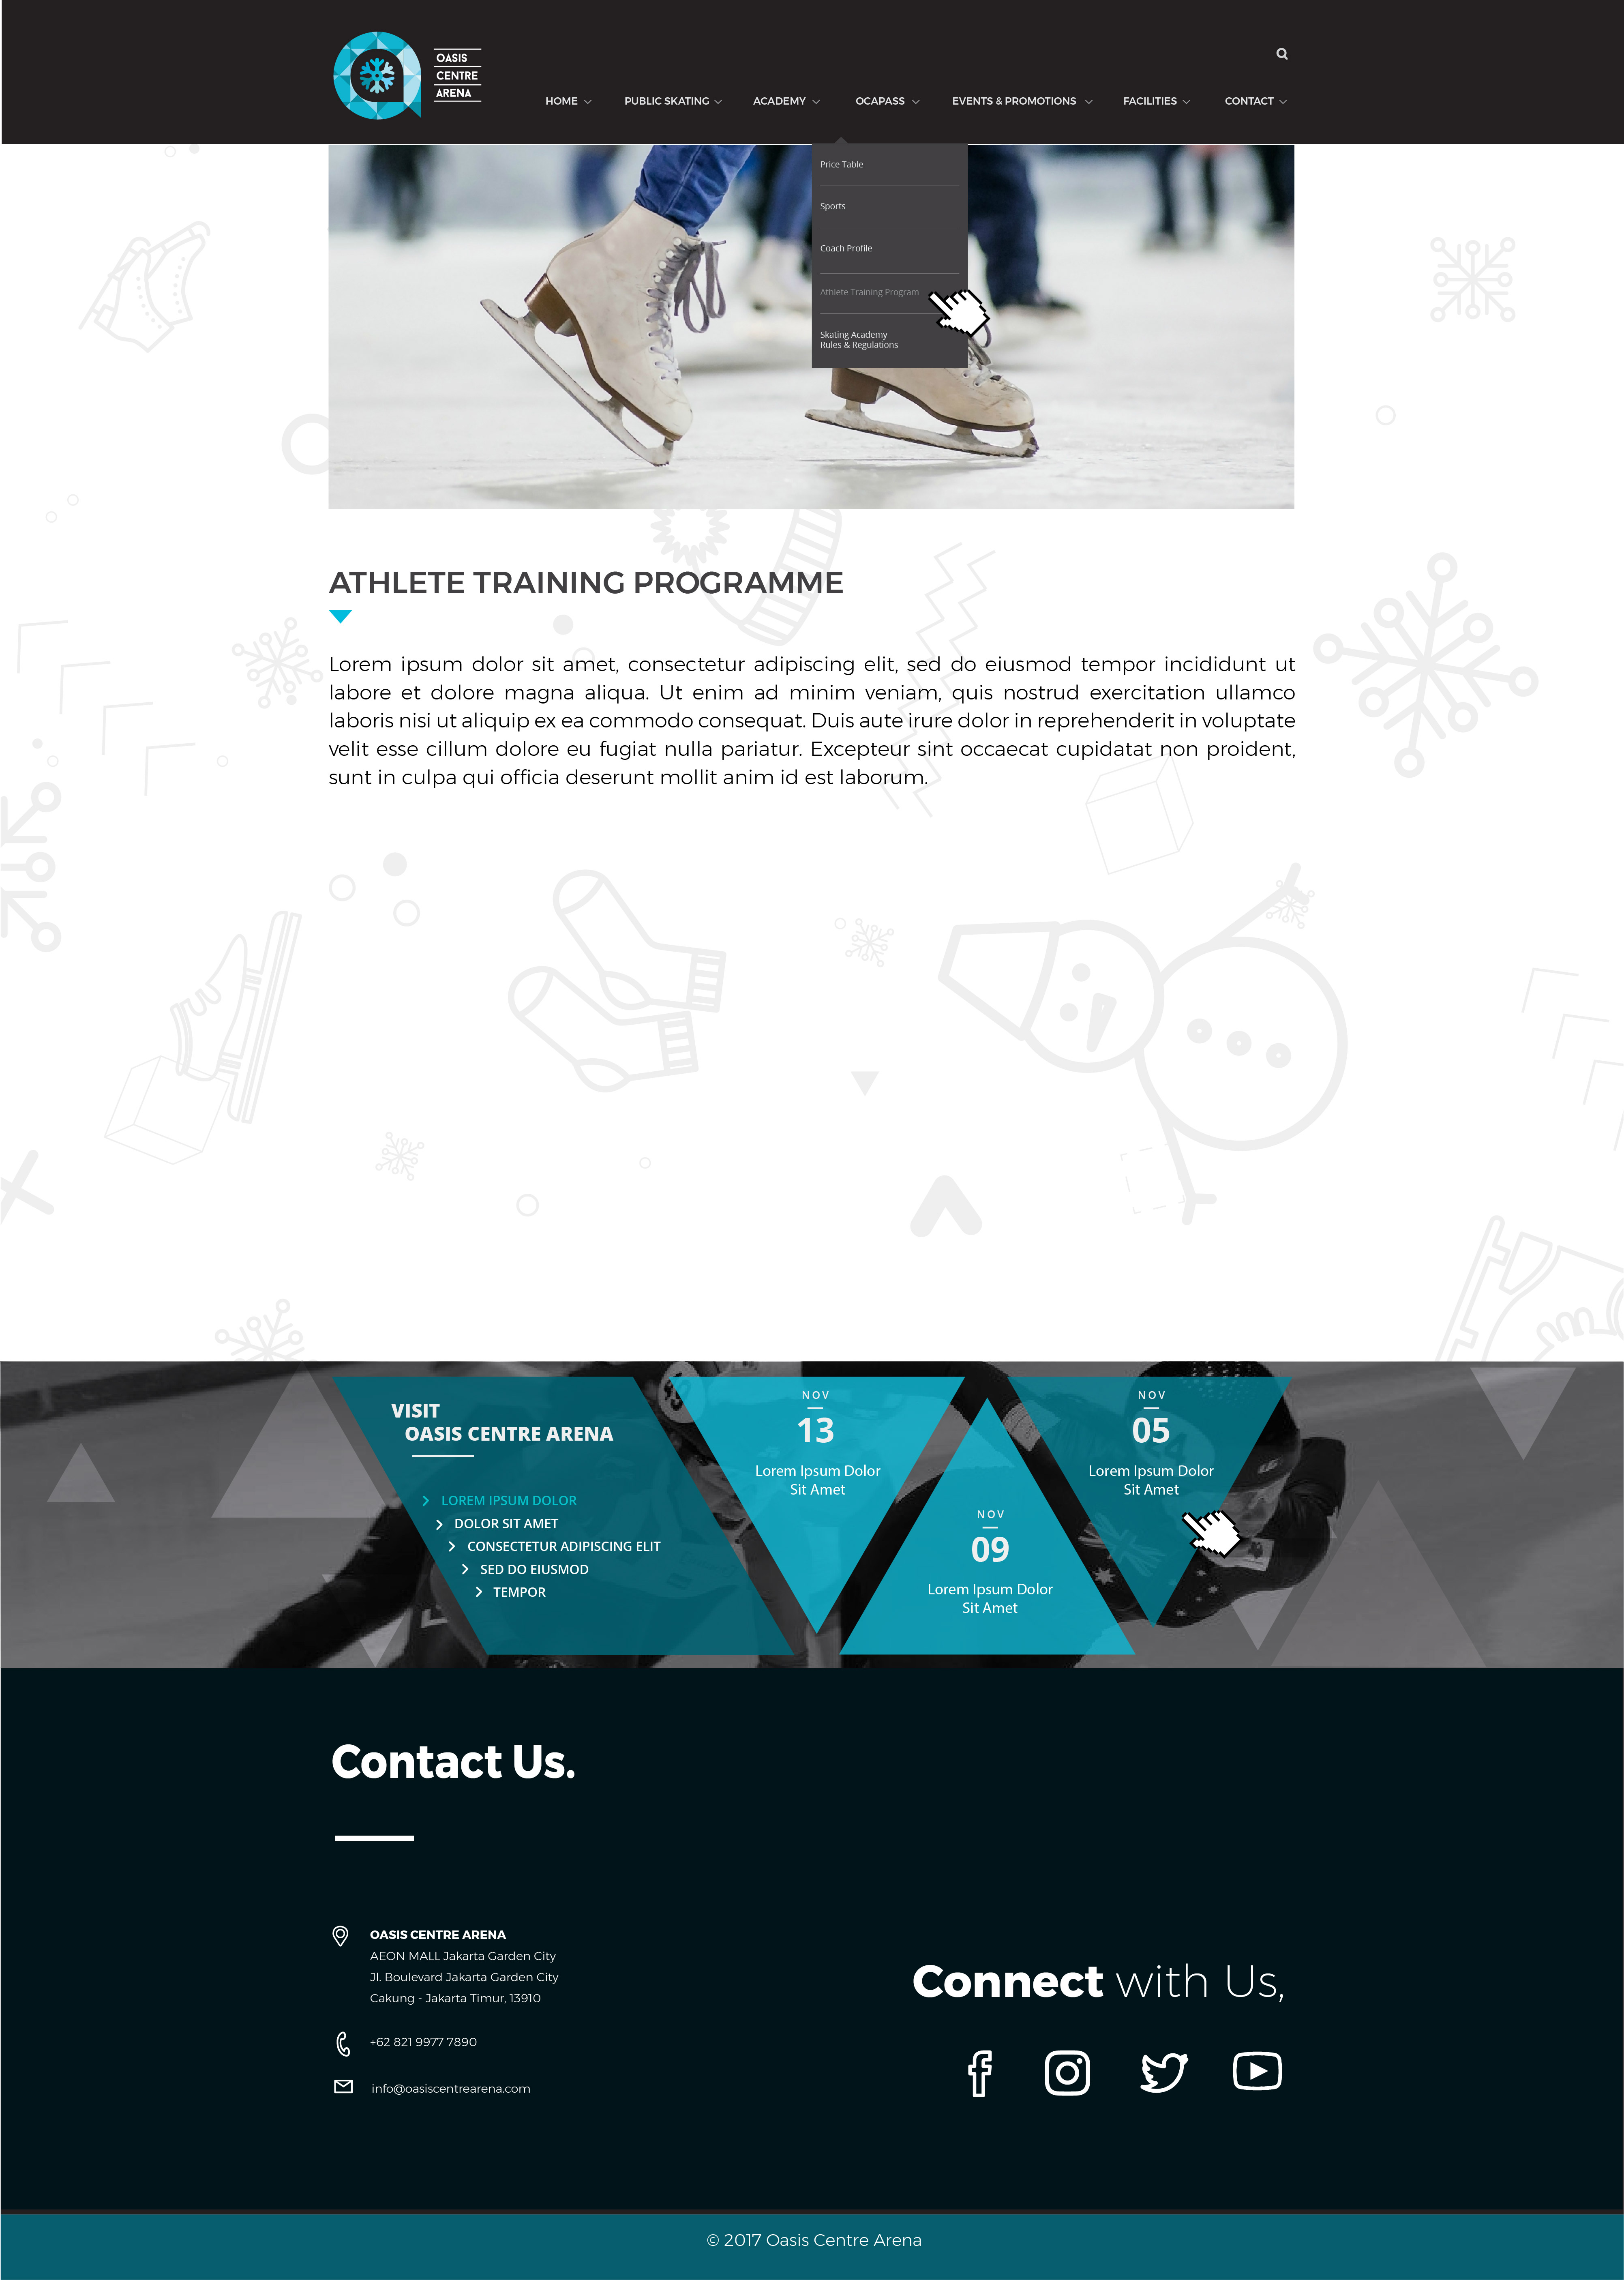 OASIS
CENTRE
ARENA
HOME
PUBLIC SKATING
ACADEMY
OCAPASS
EVENTS & PROMOTIONS
FACILITIES
CONTACT
Price Table
Sports
Coach Profile
Athlete Training Program
Skating Academy
Rules & Regulations
ATHLETE TRAINING PROGRAMME
Lorem ipsum dolor sit amet, consectetur adipiscing elit, sed do eiusmod tempor incididunt ut
labore et dolore magna aliqua. Ut enim ad minim veniam, quis nostrud exercitation ullamco
laboris nisi ut aliquip ex ea commodo consequat. Duis aute irure dolor in reprehenderit in voluptate
velit esse cillum dolore eu fugiat nulla pariatur. Excepteur sint occaecat cupidatat non proident,
sunt in culpa qui officia deserunt mollit anim id est laborum.
VISIT
OASIS CENTRE ARENA
LOREM IPSUM DOLOR
DOLOR SIT AMET
CONSECTETUR ADIPISCING ELIT
SED DO EIUSMOD
TEMPOR
NOV
13
Lorem Ipsum Dolor
Sit Amet
NOV
09
Lorem Ipsum Dolor
Sit Amet
NOV
05
Lorem Ipsum Dolor
Sit Amet
Contact Us.
OASIS CENTRE ARENA
AEON MALL Jakarta Garden City
Jl. Boulevard Jakarta Garden City
Cakung - Jakarta Timur, 13910
+62 821 9977 7890
info@oasiscentrearena.com
Connect with Us,
© 2017 Oasis Centre Arena